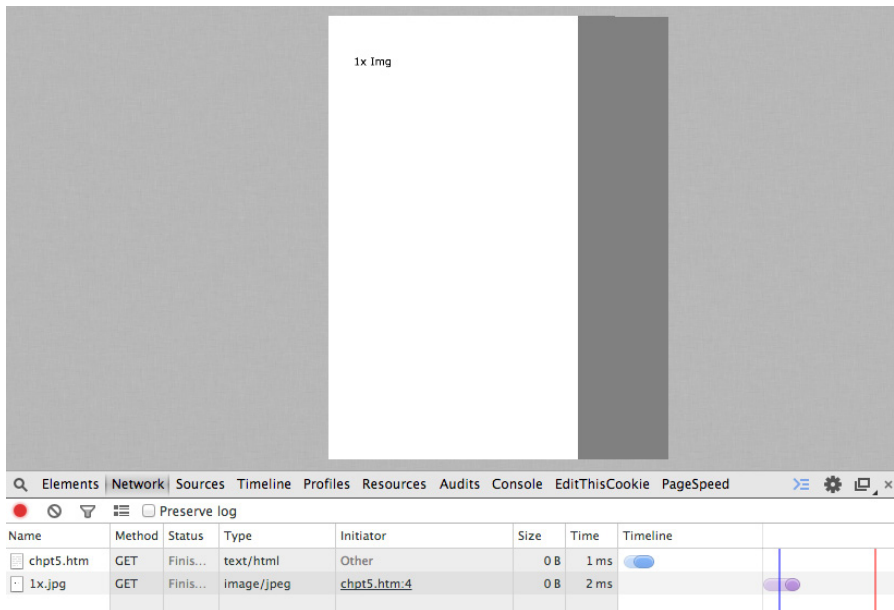 1x Img
Elements Network Sources Timeline Profiles Resources Audits Console EditThisCookie PageSpeed
Preserve log
Name Method Status Type Initiator Size Time Timeline
chpt5.htm GET Finis... text/html Other 0 B 1 ms
1x.jpg GET Finis... image/jpeg chpt5.htm:4 0 B 2 ms